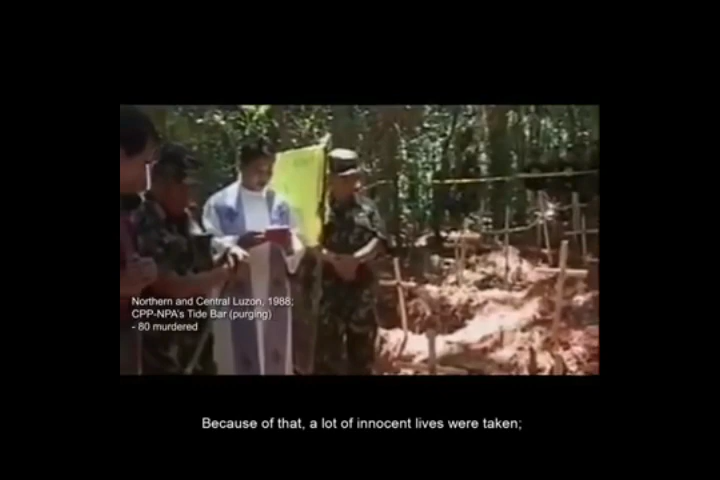 Northern and Central Luzon, 1988;
CPP-NPA's Tide Bar (purging)
- 80 murdered
Because of that, a lot of innocent lives were taken;